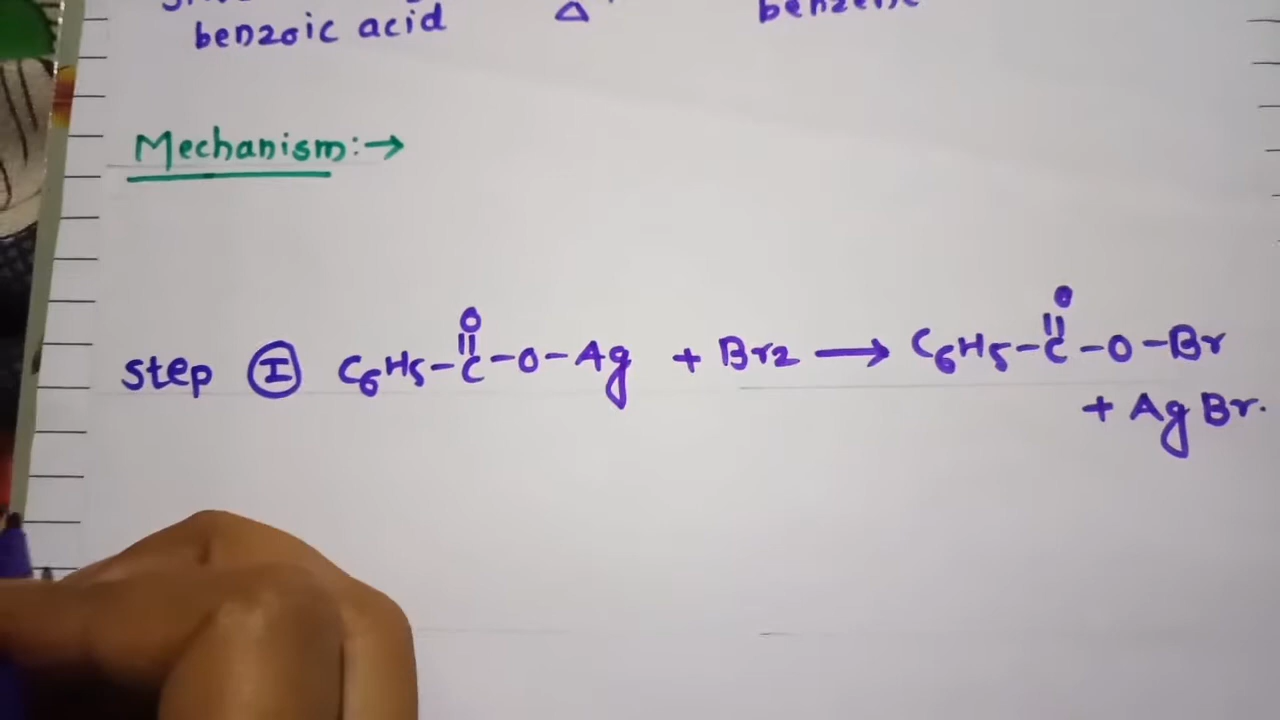 benzoic acid Δ
Mechanism:→
O O
|| ||
step I C6H5-C-O-Ag + Br2 → C6H5-C-O-Br
+ AgBr.